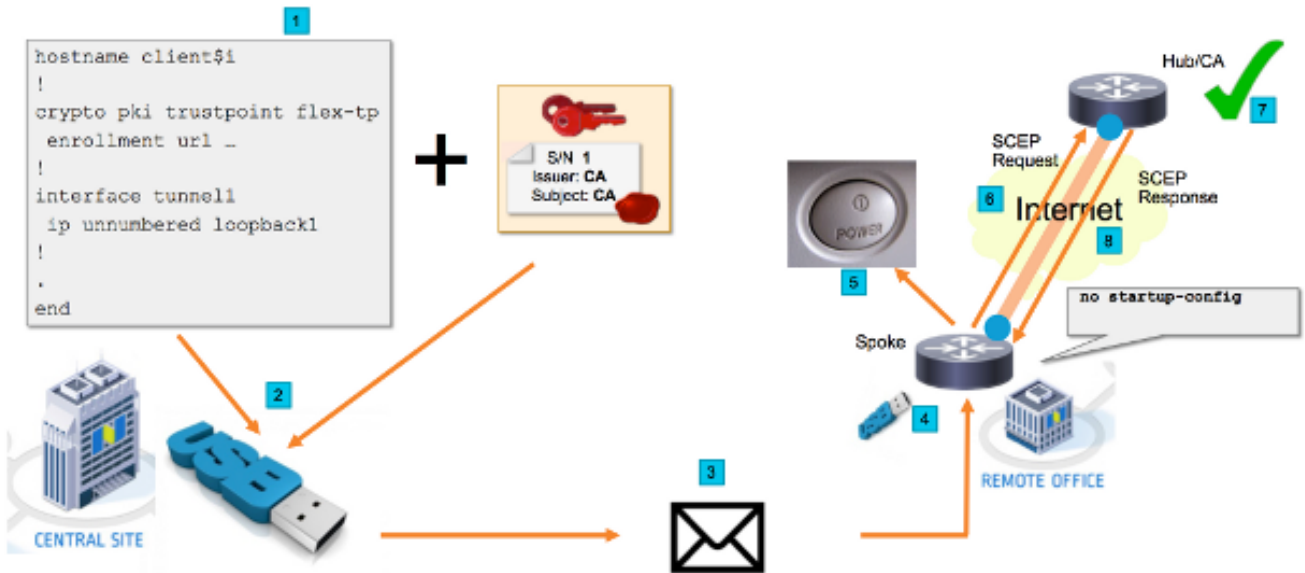 1
hostname client$i
!
crypto pki trustpoint flex-tp
enrollment url …
!
interface tunnel1
ip unnumbered loopback1
!
.
end
S/N 1
Issuer: CA
Subject: CA
2
USB
CENTRAL SITE
3
4
REMOTE OFFICE
Spoke
no startup-config
5
POWER
6
SCEP
Request
Internet
Hub/CA
7
SCEP
Response
8